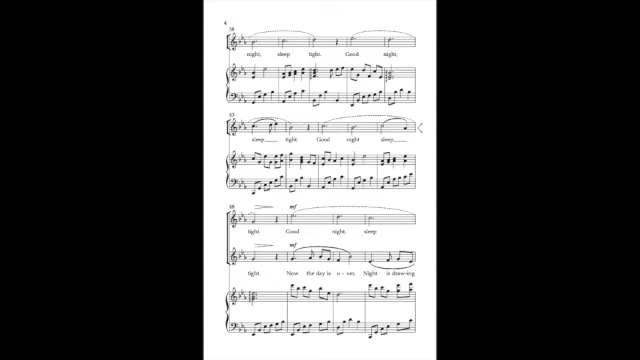 4
58
night, sleep tight. Good night,
63
sleep tight. Good night sleep
68
mf
tight. Good night, sleep
mf
tight. Now the day is o - ver, Night is draw-ing